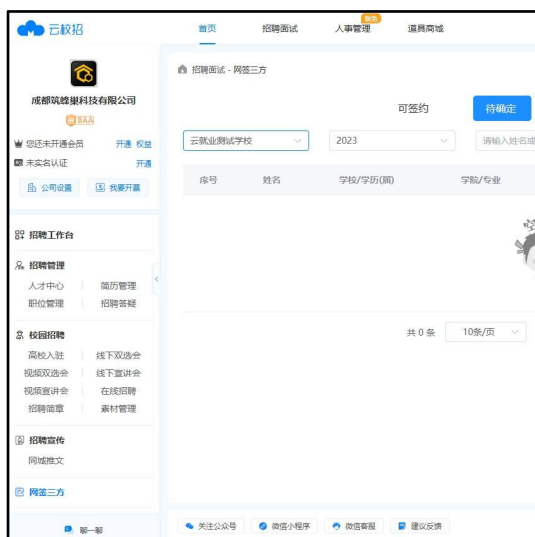 云校招
首页 招聘面试 人事管理 道具商城
服务
招聘面试 - 网签三方
成都筑蜂巢科技有限公司
BAA
您还未开通会员 开通 权益
未实名认证 开通
公司设置 我要开票
可签约 待确定
云就业测试学校 2023 请输入姓名或
序号 姓名 学校/学历(届) 学院/专业
共 0 条 10条/页
招聘工作台
招聘管理
人才中心 简历管理
职位管理 招聘答疑
校园招聘
高校入驻 线下双选会
视频双选会 线下宣讲会
视频宣讲会 在线招聘
招聘简章 素材管理
招聘宣传
同城推文
网签三方
聊一聊
关注公众号 微信小程序 微信客服 建议反馈